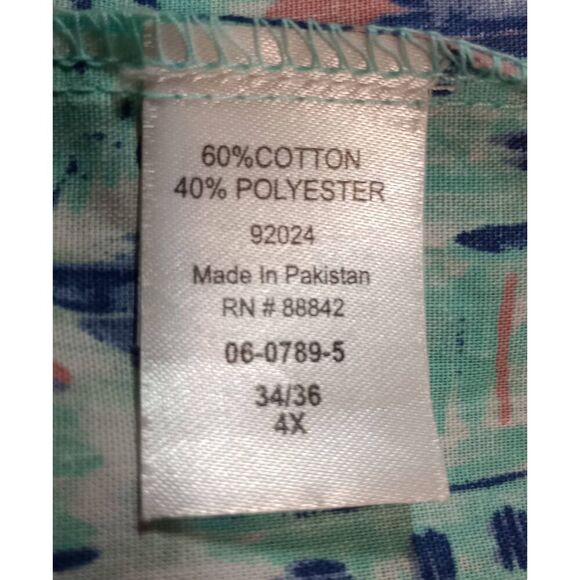 60%COTTON
40% POLYESTER
92024
Made In Pakistan
RN # 88842
06-0789-5
34/36
4X